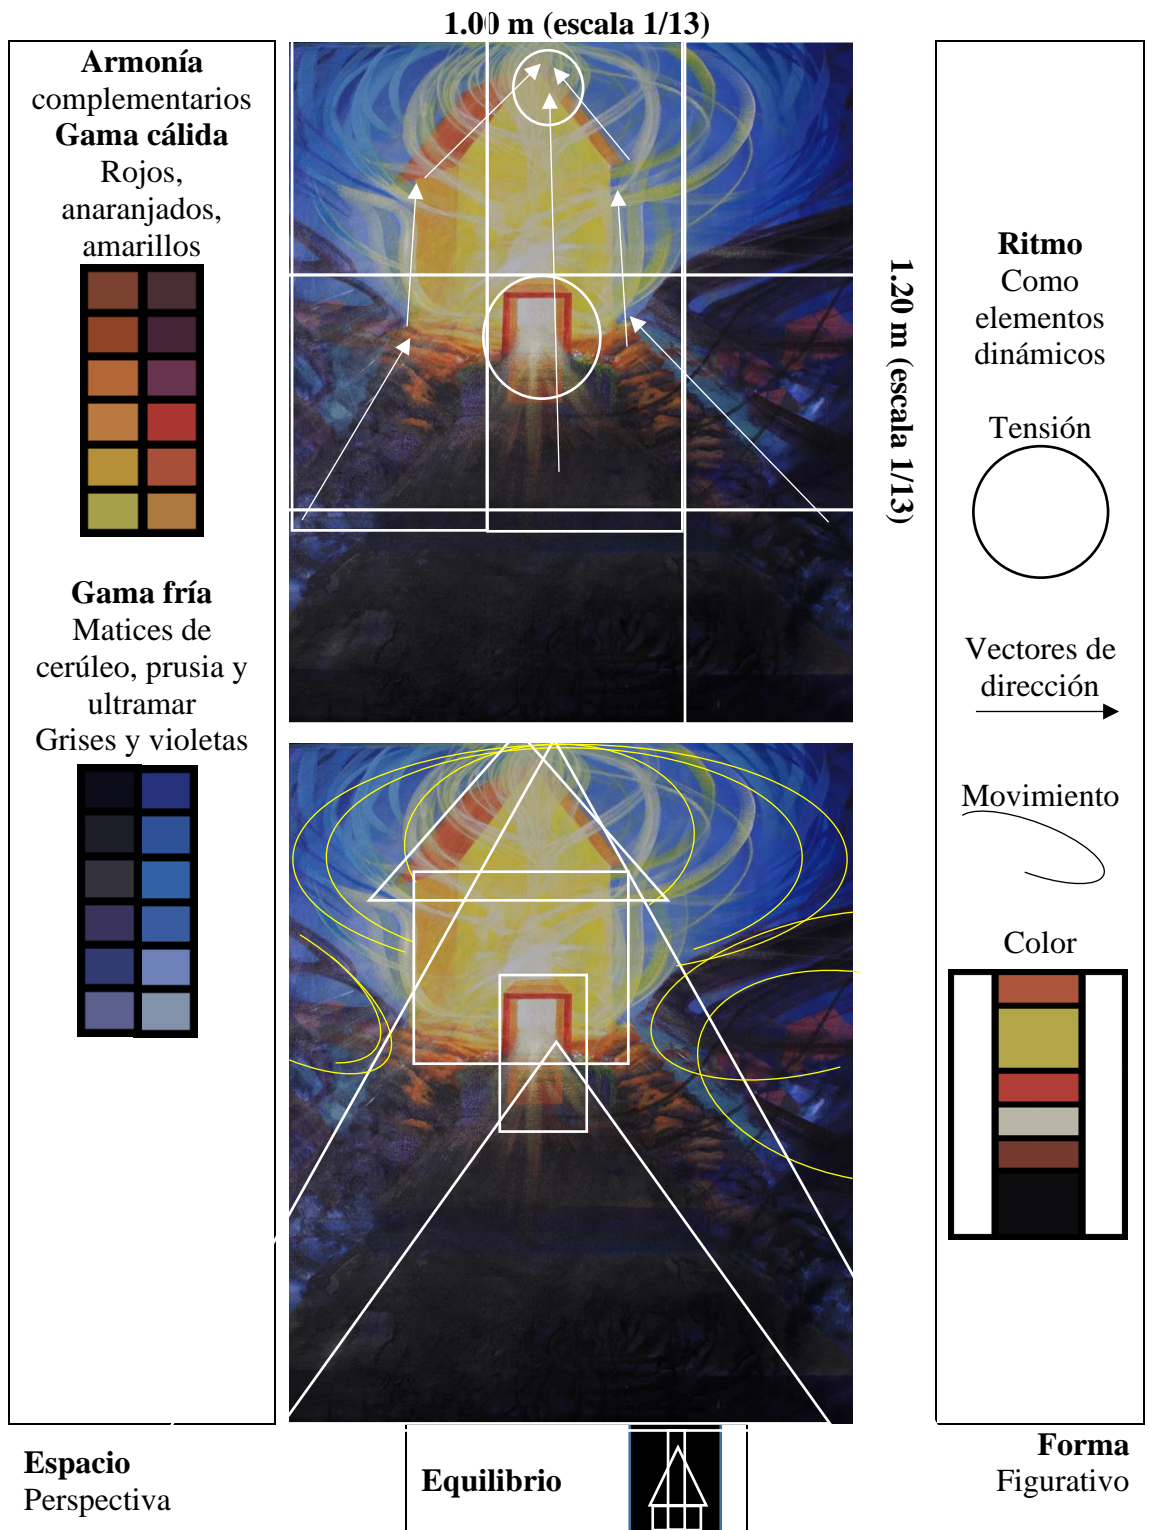 1.00 m (escala 1/13)
Armonía
complementarios
Gama cálida
Rojos,
anaranjados,
amarillos
Gama fría
Matices de
cerúleo, prusia y
ultramar
Grises y violetas
1.20 m (escala 1/13)
Ritmo
Como
elementos
dinámicos
Tensión
Vectores de
dirección
Movimiento
Color
Espacio
Perspectiva
Equilibrio
Forma
Figurativo